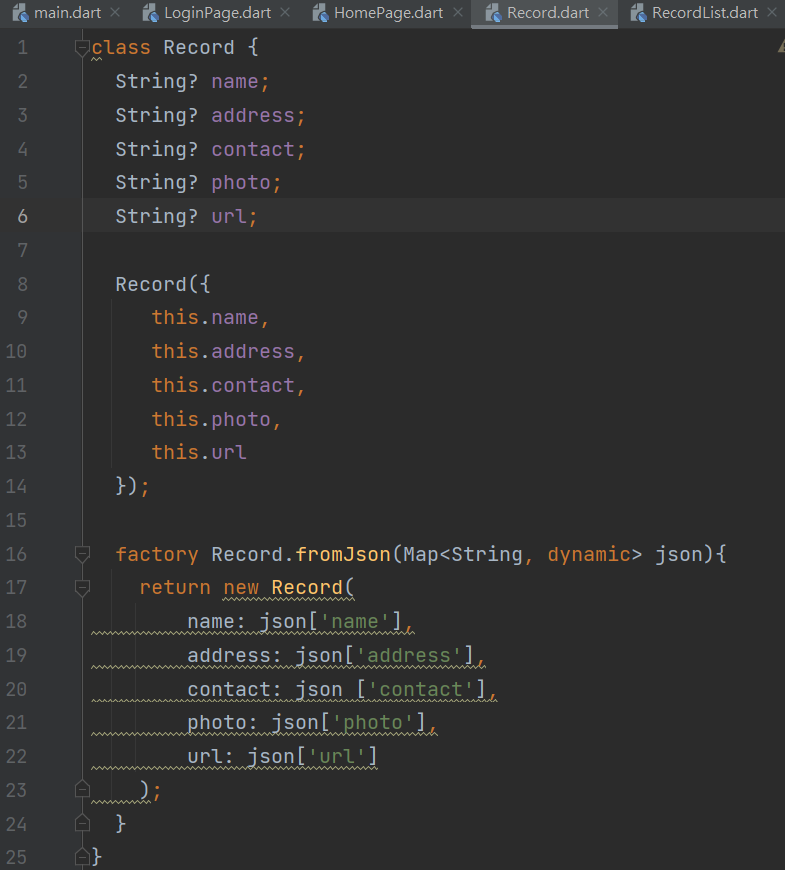 main.dart LoginPage.dart HomePage.dart Record.dart RecordList.dart
1 class Record {
2 String? name;
3 String? address;
4 String? contact;
5 String? photo;
6 String? url;
7
8 Record({
9 this.name,
10 this.address,
11 this.contact,
12 this.photo,
13 this.url
14 });
15
16 factory Record.fromJson(Map<String, dynamic> json){
17 return new Record(
18 name: json['name'],
19 address: json['address'],
20 contact: json ['contact'],
21 photo: json['photo'],
22 url: json['url']
23 );
24 }
25 }